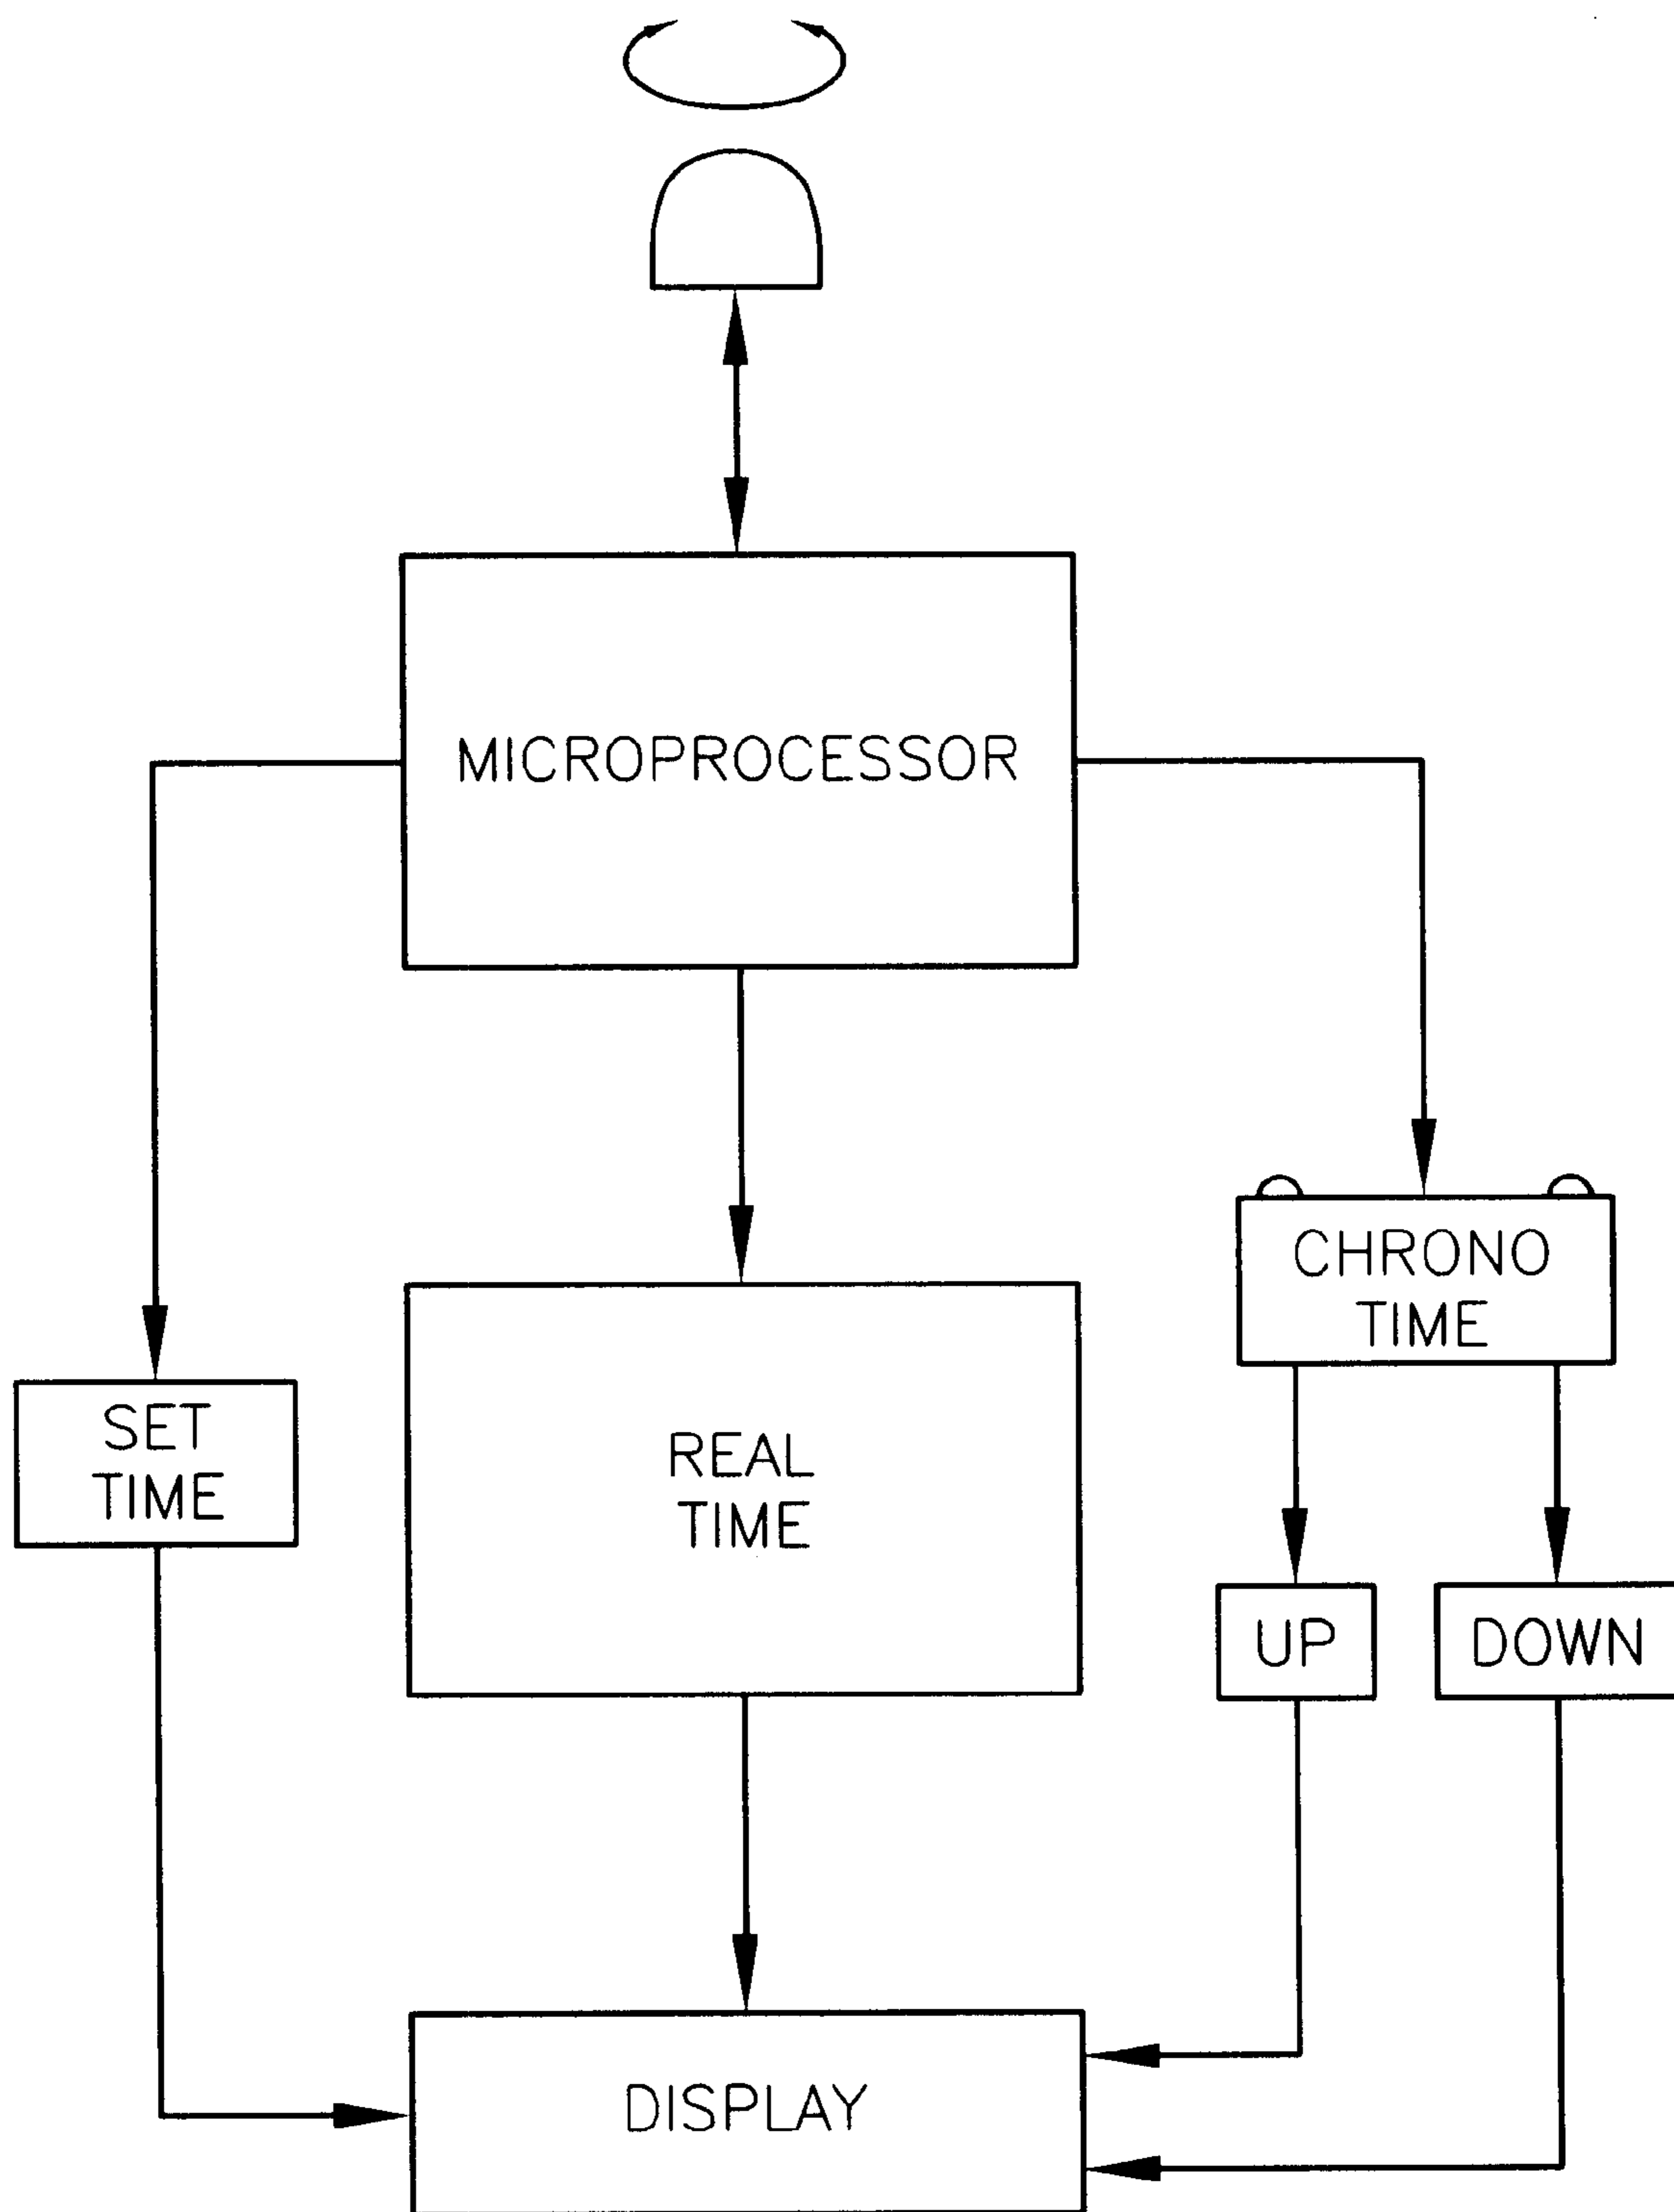 MICROPROCESSOR
CHRONO
TIME
SET
TIME
REAL
TIME
UP
DOWN
DISPLAY